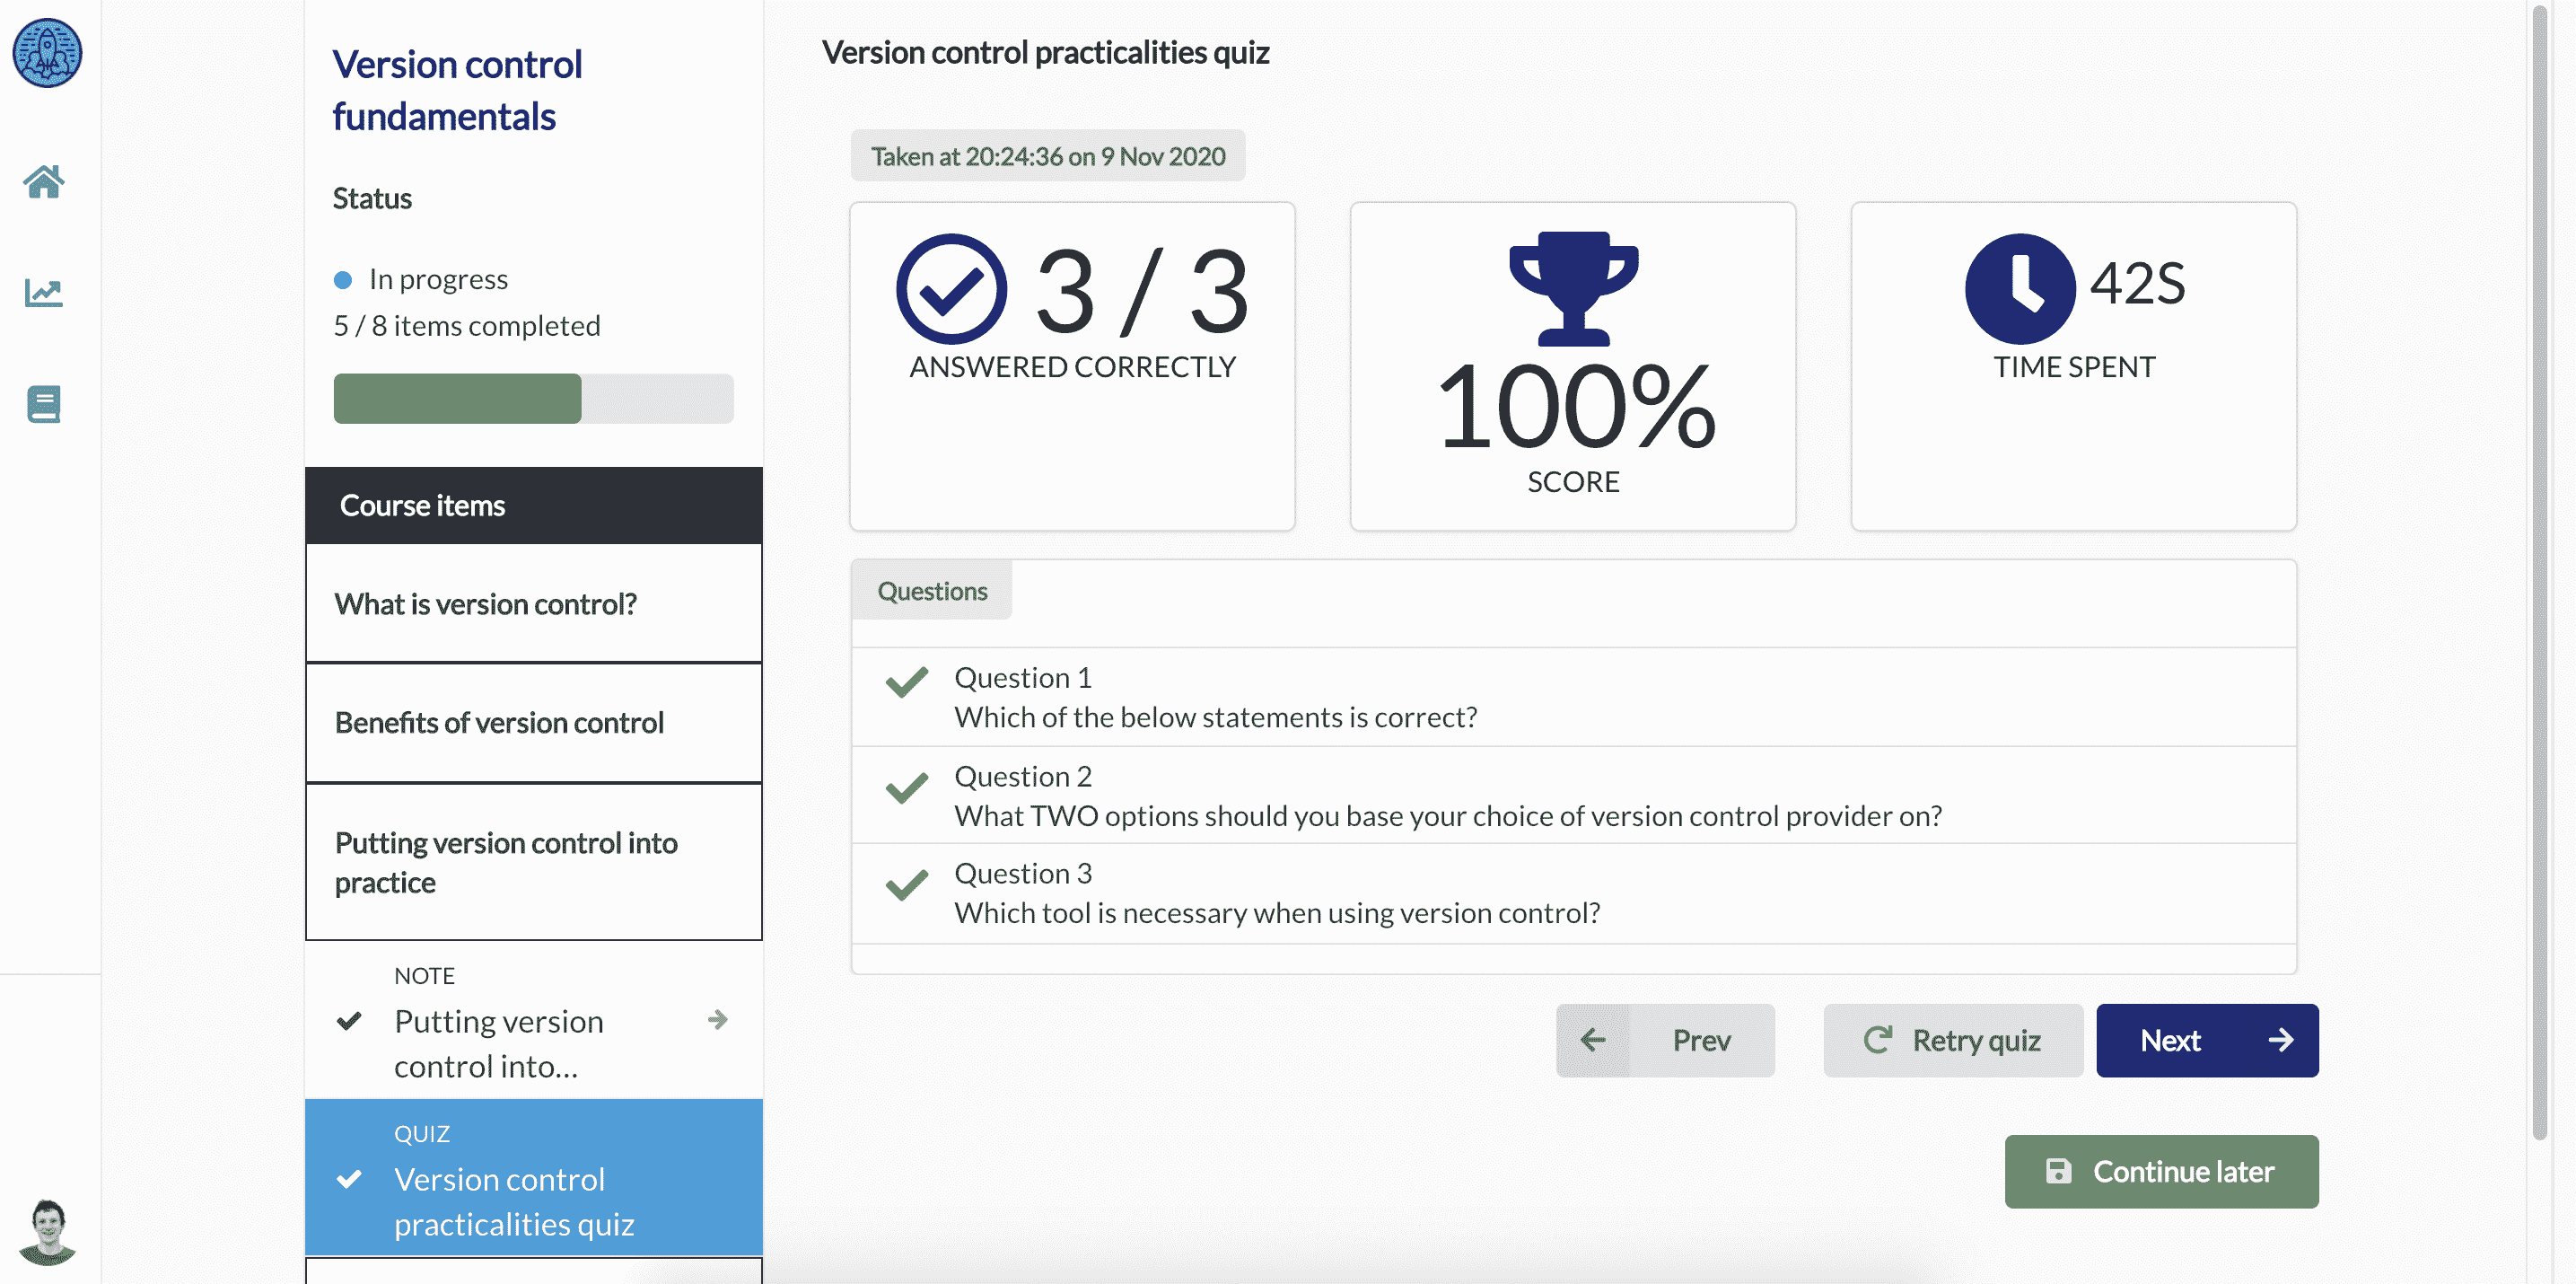 Version control
fundamentals
Status
In progress
5 / 8 items completed
Course items
What is version control?
Benefits of version control
Putting version control into
practice
NOTE
Putting version
control into...
QUIZ
Version control
practicalities quiz
Version control practicalities quiz
Taken at 20:24:36 on 9 Nov 2020
3 / 3
ANSWERED CORRECTLY
100%
SCORE
42S
TIME SPENT
Questions
Question 1
Which of the below statements is correct?
Question 2
What TWO options should you base your choice of version control provider on?
Question 3
Which tool is necessary when using version control?
Prev
Retry quiz
Next
Continue later